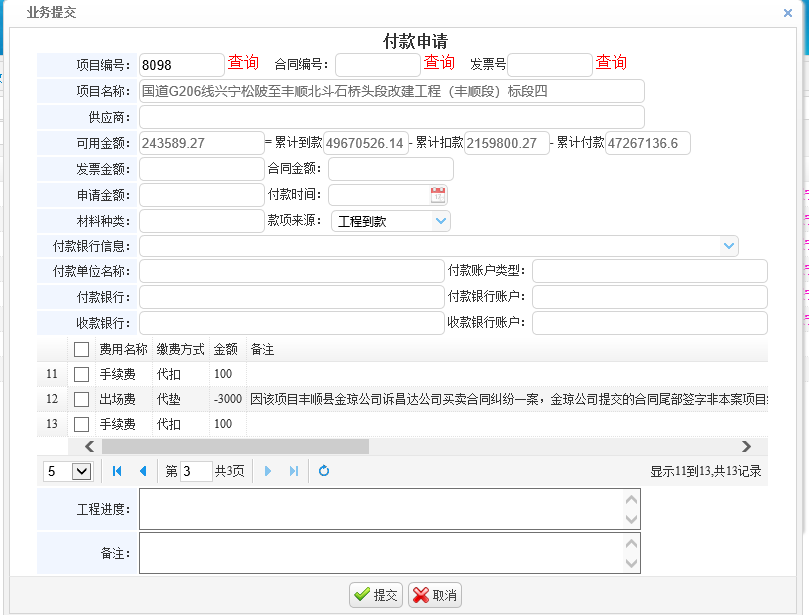 业务提交
付款申请
项目编号: 8098 查询 合同编号: 查询 发票号 查询
项目名称: 国道G206线兴宁松陂至丰顺北斗石桥头段改建工程（丰顺段）标段四
供应商:
可用金额: 243589.27 = 累计到款 49670526.14 - 累计扣款 2159800.27 - 累计付款 47267136.6
发票金额: 合同金额:
申请金额: 付款时间:
材料种类: 款项来源: 工程到款
付款银行信息:
付款单位名称: 付款账户类型:
付款银行: 付款银行账户:
收款银行: 收款银行账户:
费用名称 缴费方式 金额 备注
11 手续费 代扣 100
12 出场费 代垫 -3000 因该项目丰顺县金琼公司诉昌达公司买卖合同纠纷一案，金琼公司提交的合同尾部签字非本案项目
13 手续费 代扣 100
5 第 3 共3页 显示11到13,共13记录
工程进度:
备注:
提交 取消